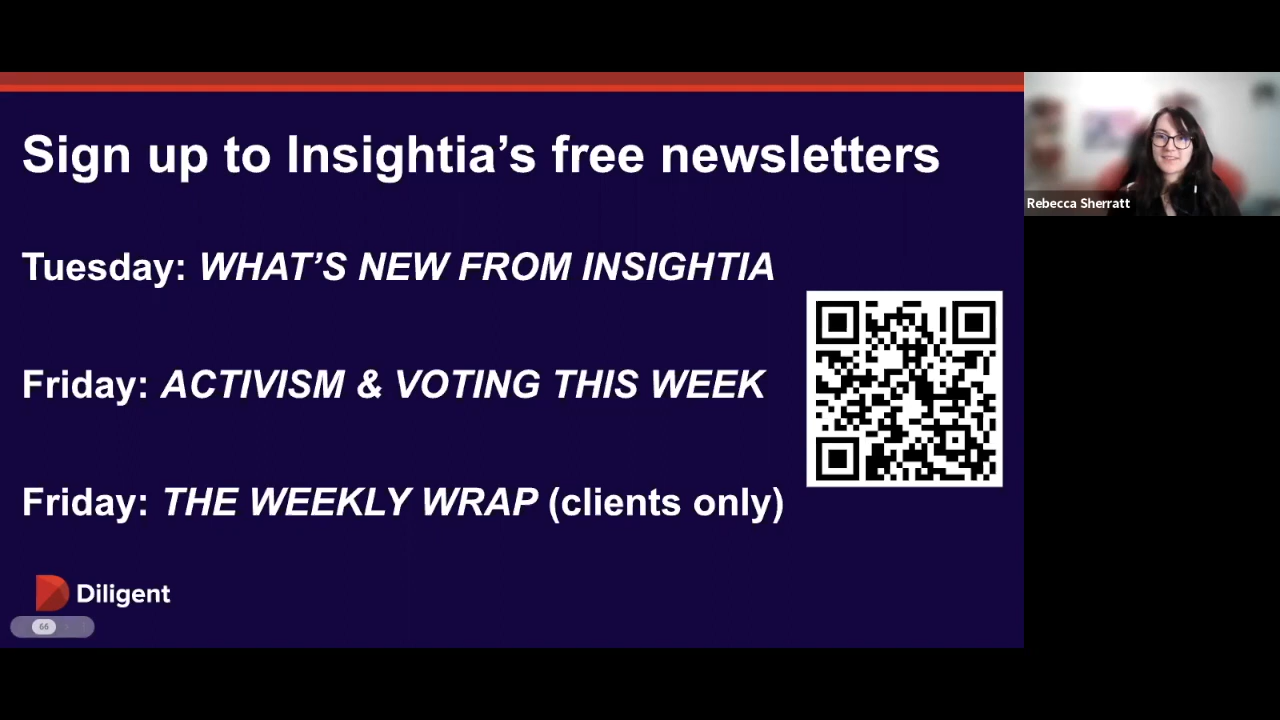 Sign up to Insightia’s free newsletters
Tuesday: WHAT’S NEW FROM INSIGHTIA
Friday: ACTIVISM & VOTING THIS WEEK
Friday: THE WEEKLY WRAP (clients only)
Diligent
66
Rebecca Sherratt